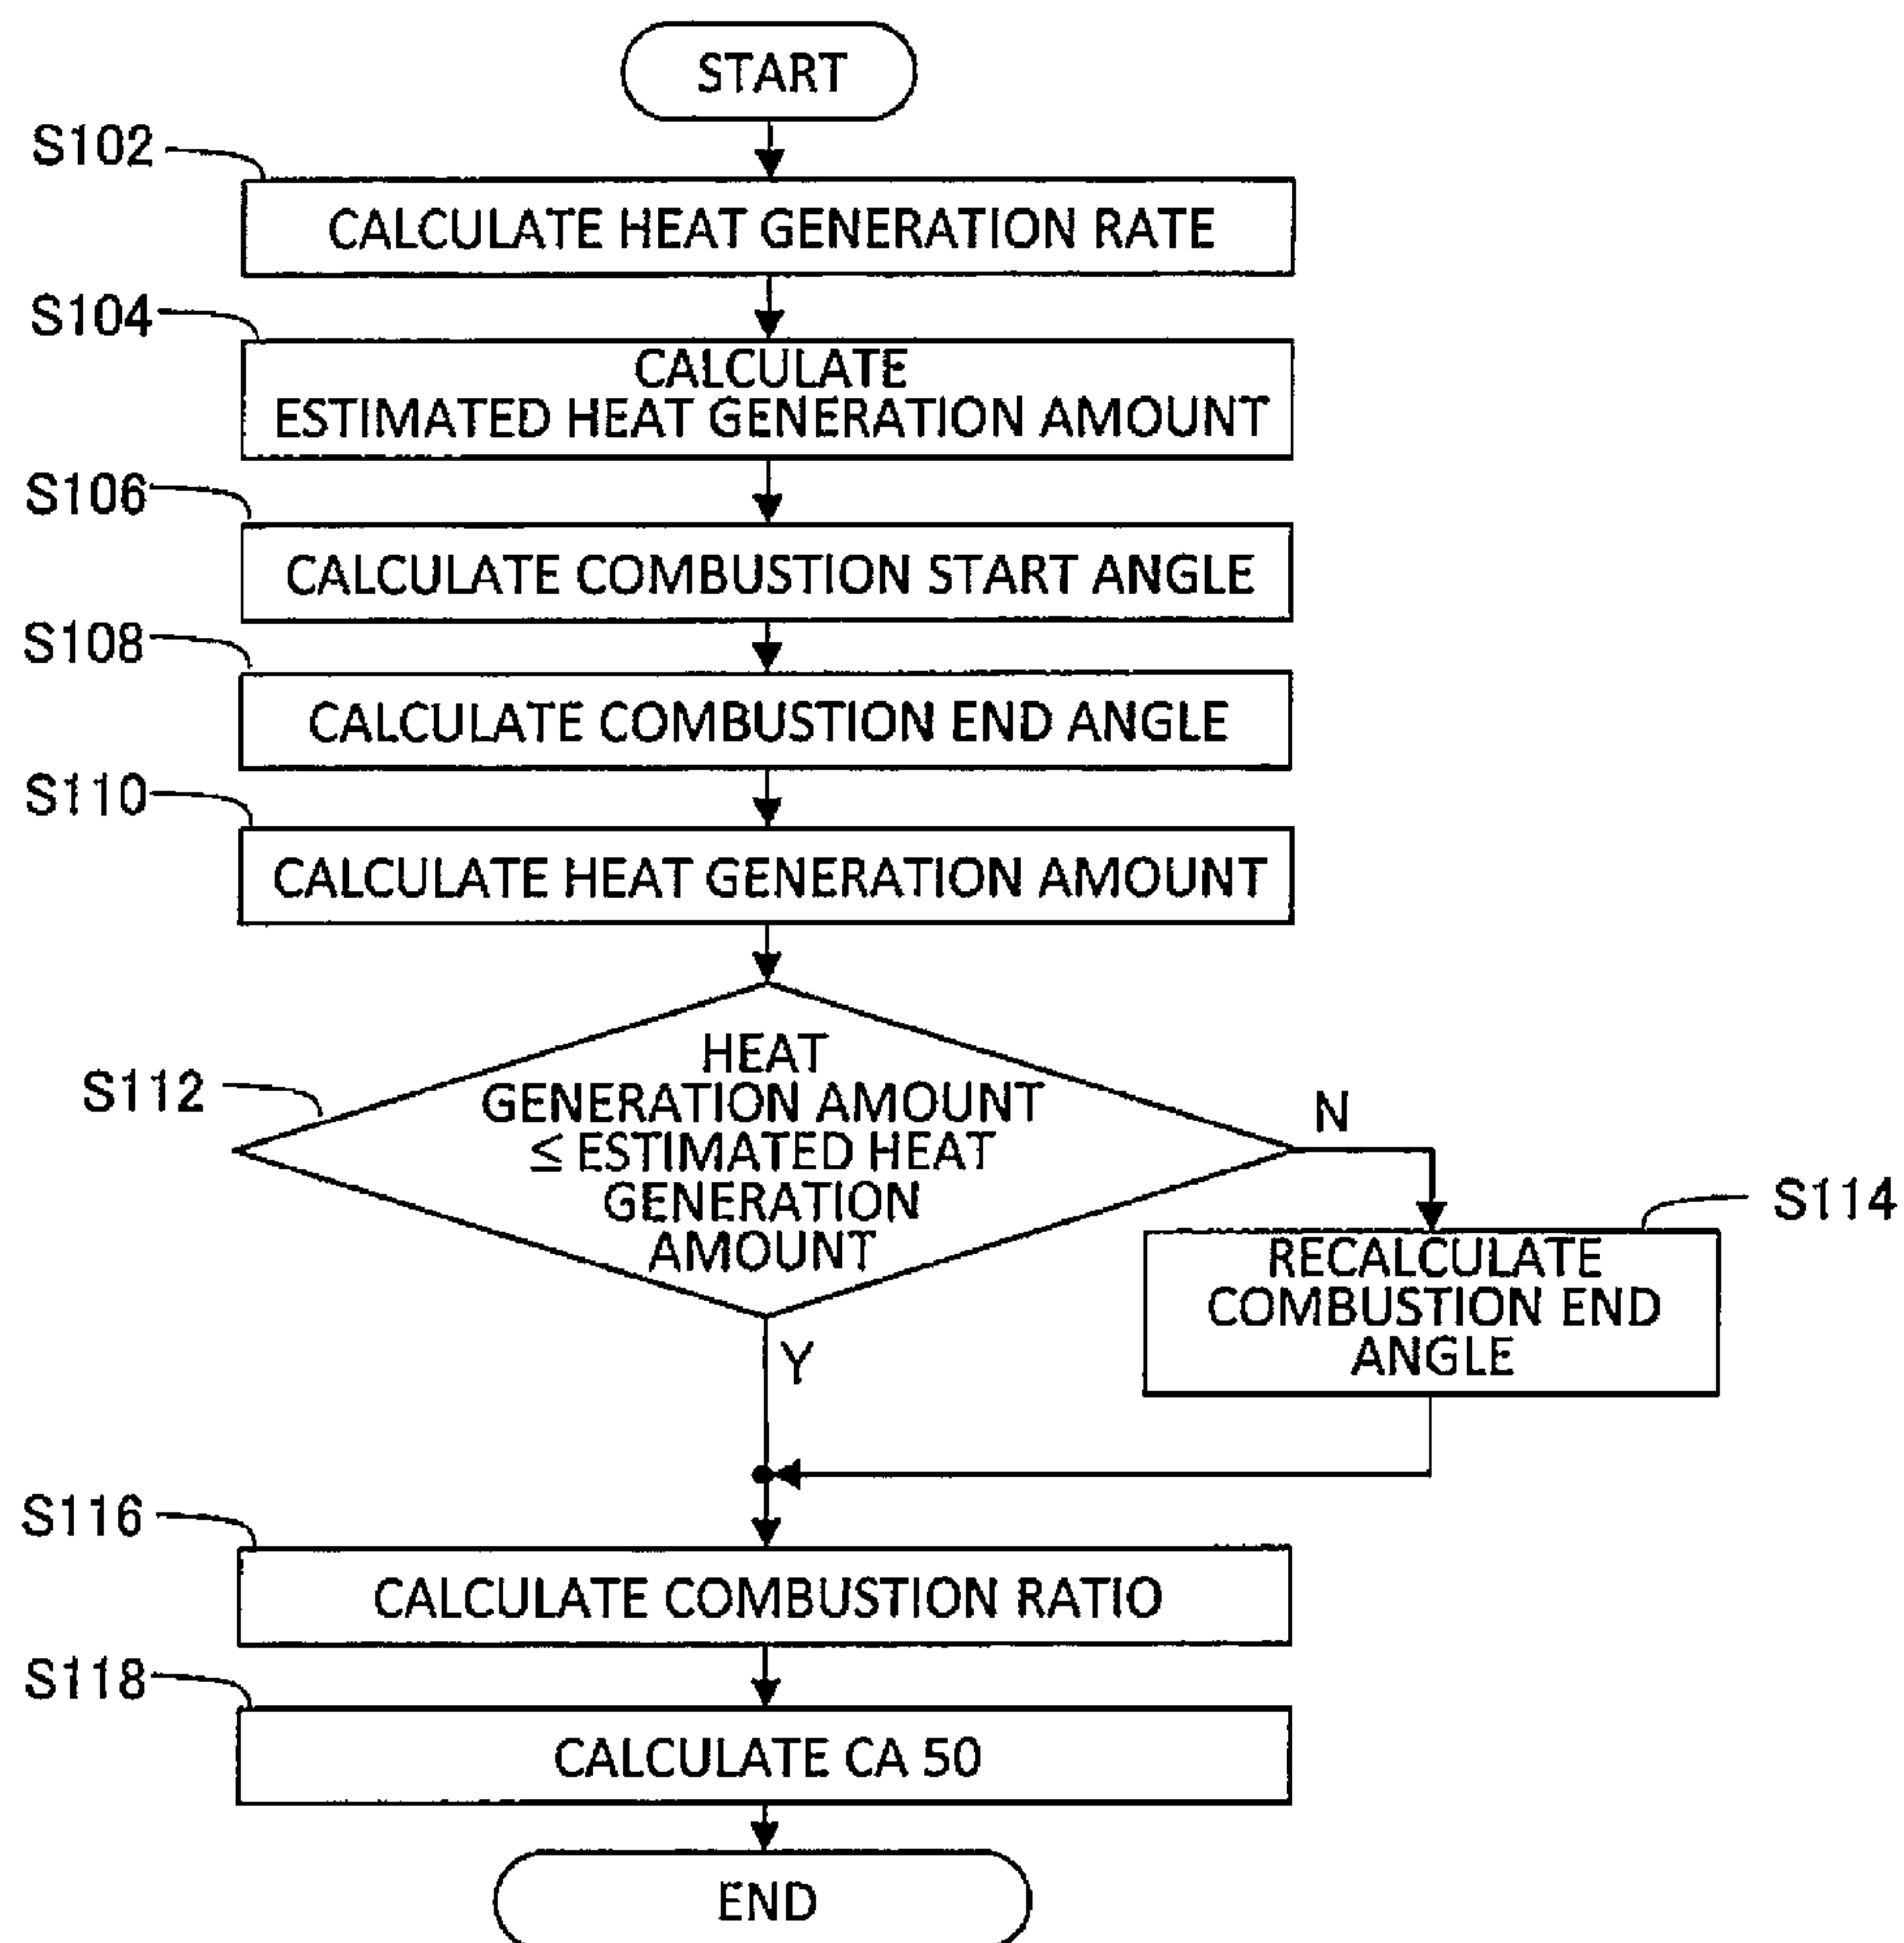 START
S102
CALCULATE HEAT GENERATION RATE
S104
CALCULATE
ESTIMATED HEAT GENERATION AMOUNT
S106
CALCULATE COMBUSTION START ANGLE
S108
CALCULATE COMBUSTION END ANGLE
S110
CALCULATE HEAT GENERATION AMOUNT
S112
HEAT
GENERATION AMOUNT
≤ ESTIMATED HEAT
GENERATION
AMOUNT
N
S114
RECALCULATE
COMBUSTION END
ANGLE
Y
S116
CALCULATE COMBUSTION RATIO
S118
CALCULATE CA 50
END